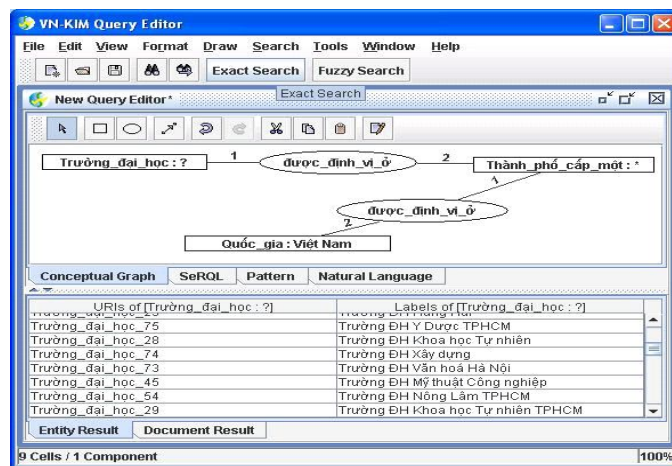 VN-KIM Query Editor
File Edit View Format Draw Search Tools Window Help
Exact Search Fuzzy Search
New Query Editor* Exact Search
Trường_đại_học : ? 1 được_định_vị_ở 2 Thành_phố_cấp_một : *
1
được_định_vị_ở
2
Quốc_gia : Việt Nam
Conceptual Graph SeRQL Pattern Natural Language
URIs of [Trường_đại_học : ?] Labels of [Trường_đại_học : ?]
Trường_đại_học_75 Trường ĐH Y Dược TPHCM
Trường_đại_học_28 Trường ĐH Khoa học Tự nhiên
Trường_đại_học_74 Trường ĐH Xây dựng
Trường_đại_học_73 Trường ĐH Văn hoá Hà Nội
Trường_đại_học_45 Trường ĐH Mỹ thuật Công nghiệp
Trường_đại_học_54 Trường ĐH Nông Lâm TPHCM
Trường_đại_học_29 Trường ĐH Khoa học Tự nhiên TPHCM
Entity Result Document Result
9 Cells / 1 Component 100%